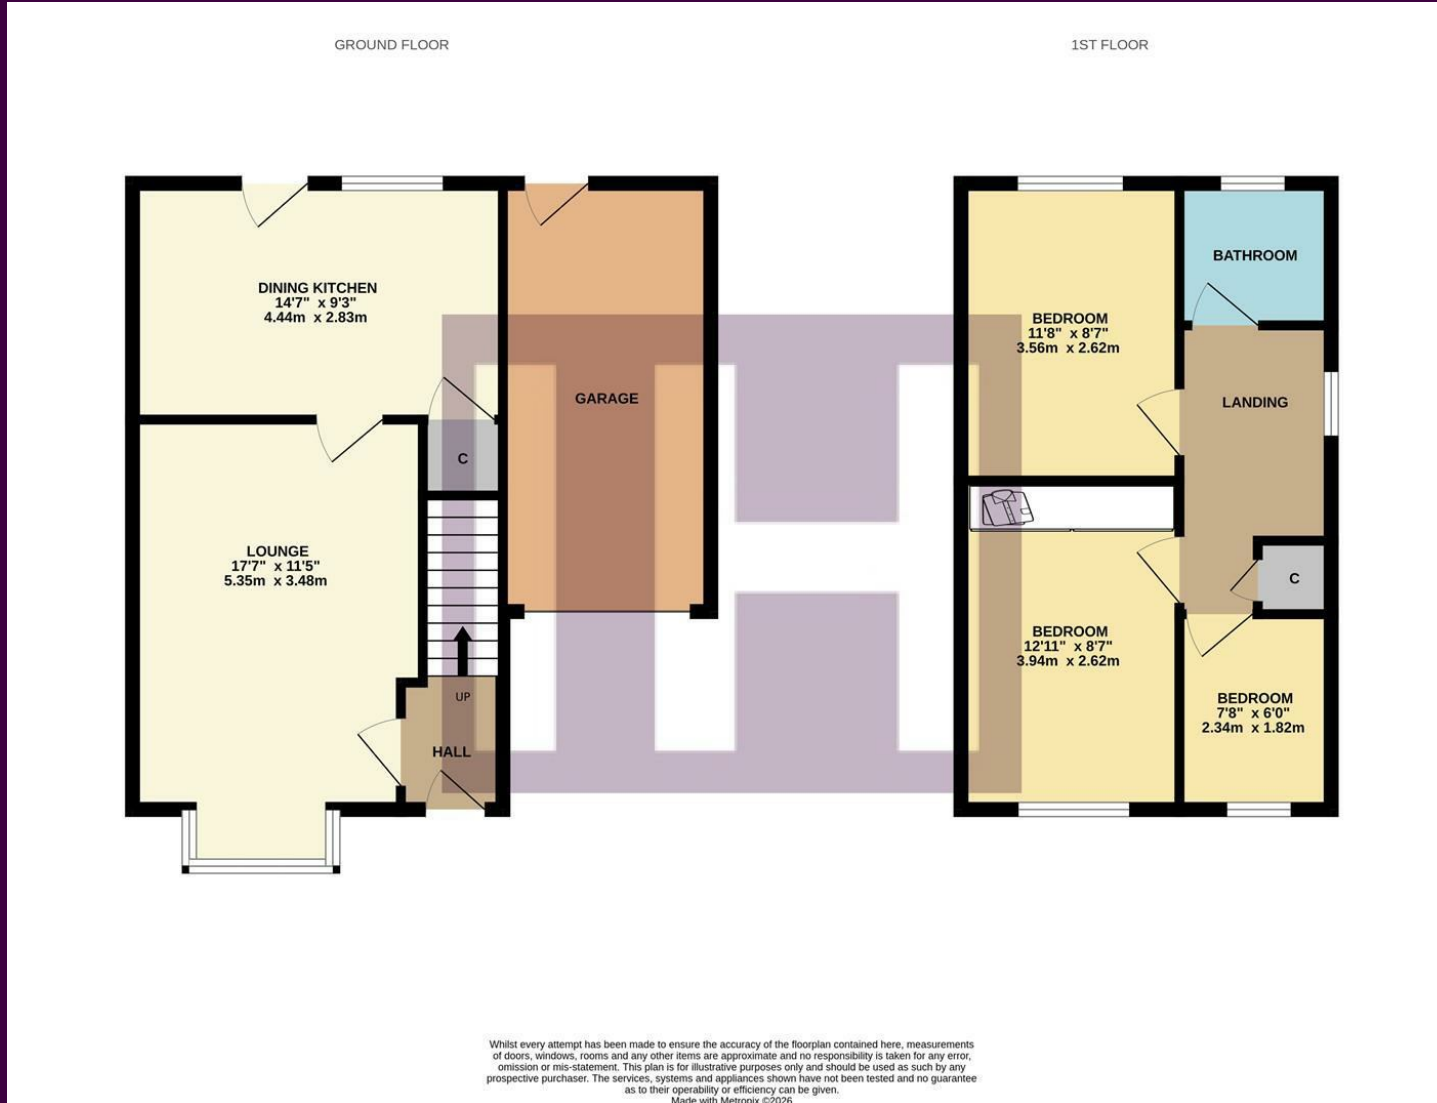 GROUND FLOOR
DINING KITCHEN
14'7" x 9'3"
4.44m x 2.83m
GARAGE
C
LOUNGE
17'7" x 11'5"
5.35m x 3.48m
UP
HALL
1ST FLOOR
BATHROOM
BEDROOM
11'8" x 8'7"
3.56m x 2.62m
LANDING
C
BEDROOM
12'11" x 8'7"
3.94m x 2.62m
BEDROOM
7'8" x 6'0"
2.34m x 1.82m
Whilst every attempt has been made to ensure the accuracy of the floorplan contained here, measurements
of doors, windows, rooms and any other items are approximate and no responsibility is taken for any error,
omission or mis-statement. This plan is for illustrative purposes only and should be used as such by any
prospective purchaser. The services, systems and appliances shown have not been tested and no guarantee
as to their operability or efficiency can be given.
Made with Metropix ©2026